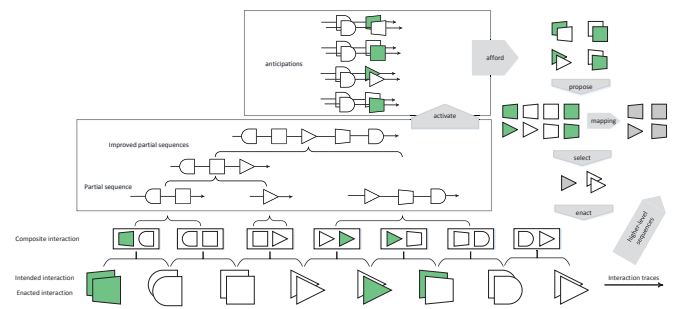 anticipations
afford
propose
activate
mapping
Improved partial sequences
select
Partial sequence
enact
higher-level
sequences
Composite interaction
Intended interaction
Interaction traces
Enacted interaction